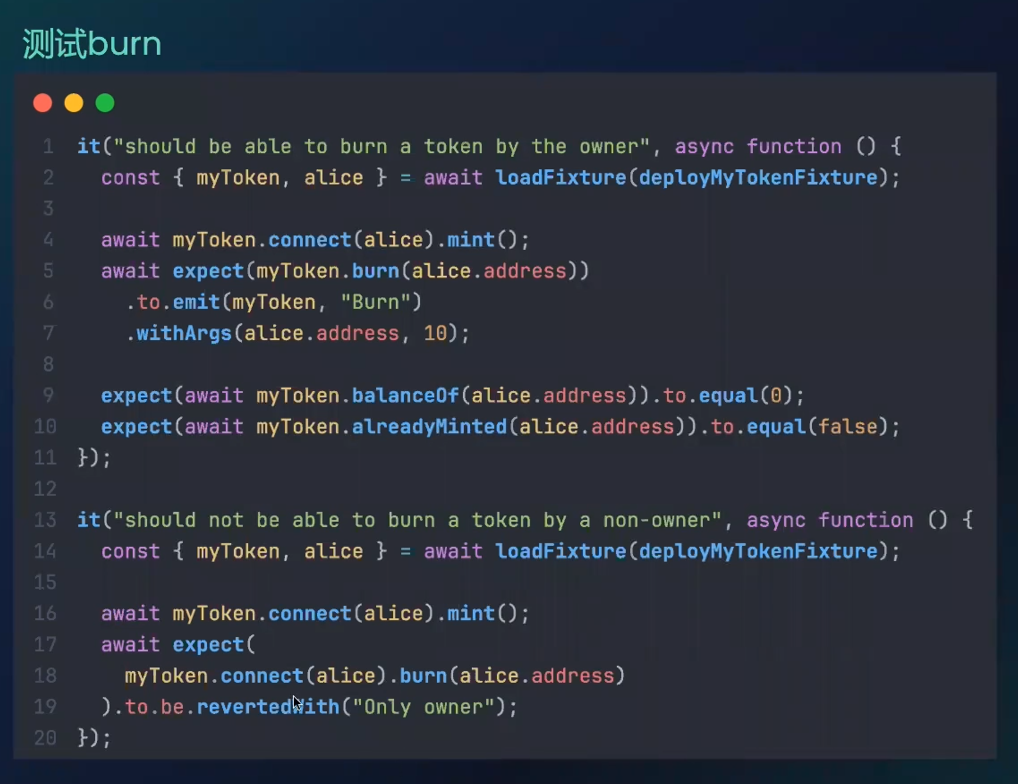 测试burn
1 it("should be able to burn a token by the owner", async function () {
2   const { myToken, alice } = await loadFixture(deployMyTokenFixture);
3
4   await myToken.connect(alice).mint();
5   await expect(myToken.burn(alice.address))
6     .to.emit(myToken, "Burn")
7     .withArgs(alice.address, 10);
8
9   expect(await myToken.balanceOf(alice.address)).to.equal(0);
10   expect(await myToken.alreadyMinted(alice.address)).to.equal(false);
11 });
12
13 it("should not be able to burn a token by a non-owner", async function () {
14   const { myToken, alice } = await loadFixture(deployMyTokenFixture);
15
16   await myToken.connect(alice).mint();
17   await expect(
18     myToken.connect(alice).burn(alice.address)
19   ).to.be.revertedWith("Only owner");
20 });